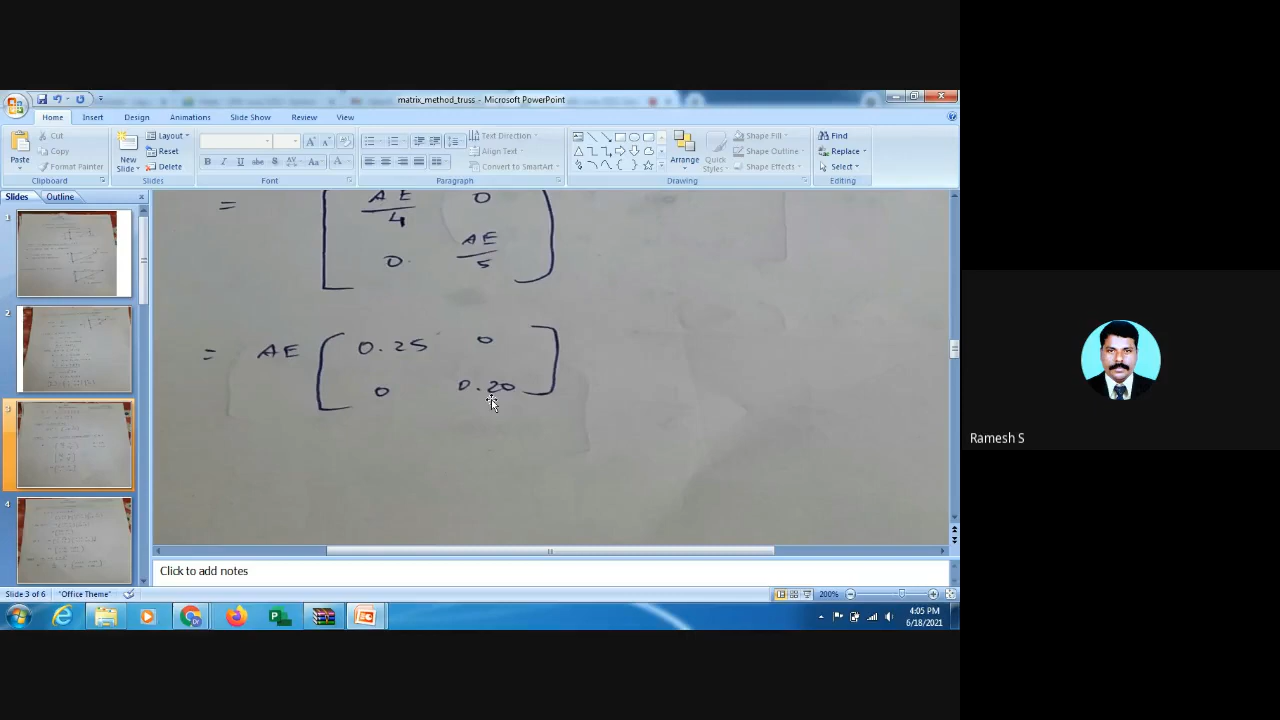 matrix_method_truss - Microsoft PowerPoint
Home Insert Design Animations Slide Show Review View
Paste
Cut
Copy
Format Painter
Clipboard
New Slide
Layout
Reset
Delete
Slides
Font
Text Direction
Align Text
Convert to SmartArt
Paragraph
Arrange
Quick Styles
Shape Fill
Shape Outline
Shape Effects
Drawing
Find
Replace
Select
Editing
Slides Outline
1
2
3
4
= AE/4 0
0 AE/5
= AE 0.25 0
0 0.20
Click to add notes
Slide 3 of 6 "Office Theme" 200%
4:05 PM
6/18/2021
Ramesh S